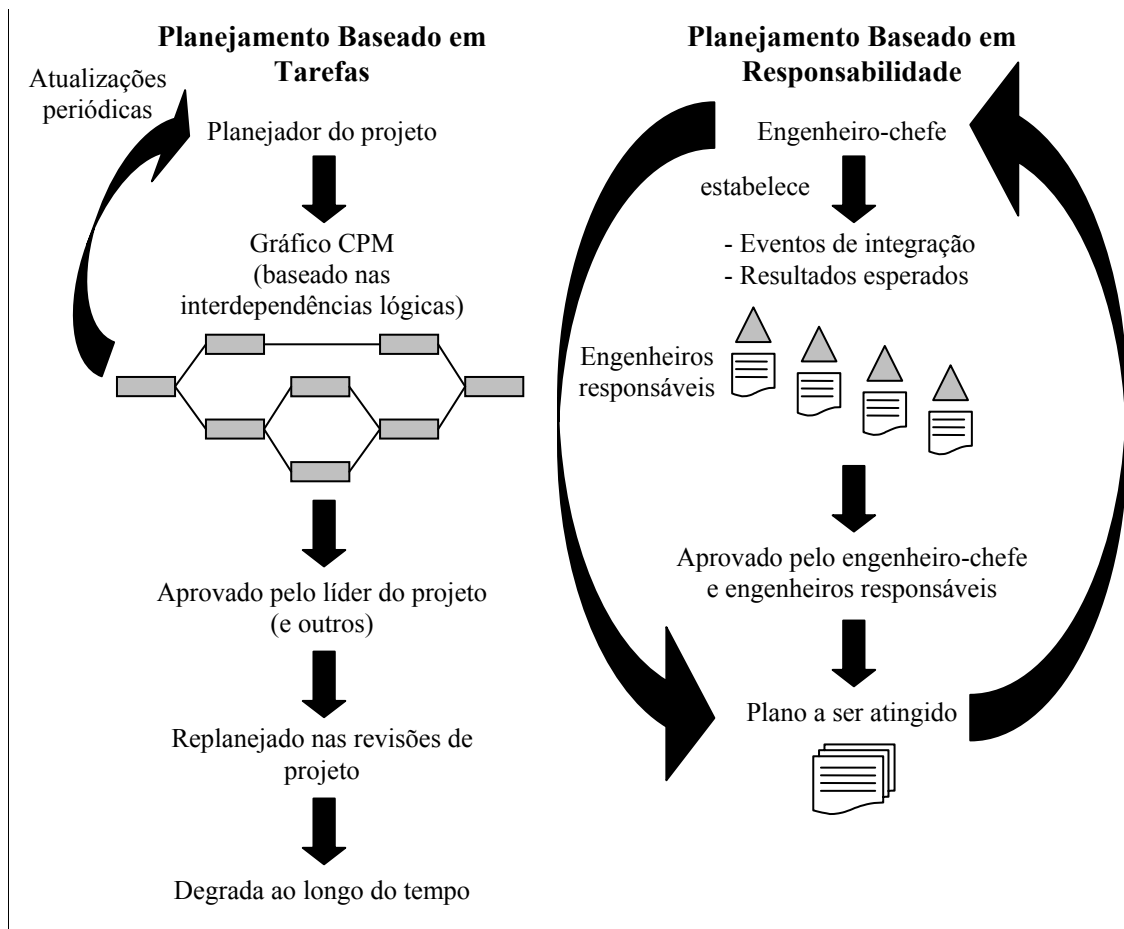 Planejamento Baseado em
Tarefas
Atualizações
periódicas
Planejador do projeto
Gráfico CPM
(baseado nas
interdependências lógicas)
Aprovado pelo líder do projeto
(e outros)
Replanejado nas revisões de
projeto
Degrada ao longo do tempo
Planejamento Baseado em
Responsabilidade
Engenheiro-chefe
estabelece
- Eventos de integração
- Resultados esperados
Engenheiros
responsáveis
Aprovado pelo engenheiro-chefe
e engenheiros responsáveis
Plano a ser atingido